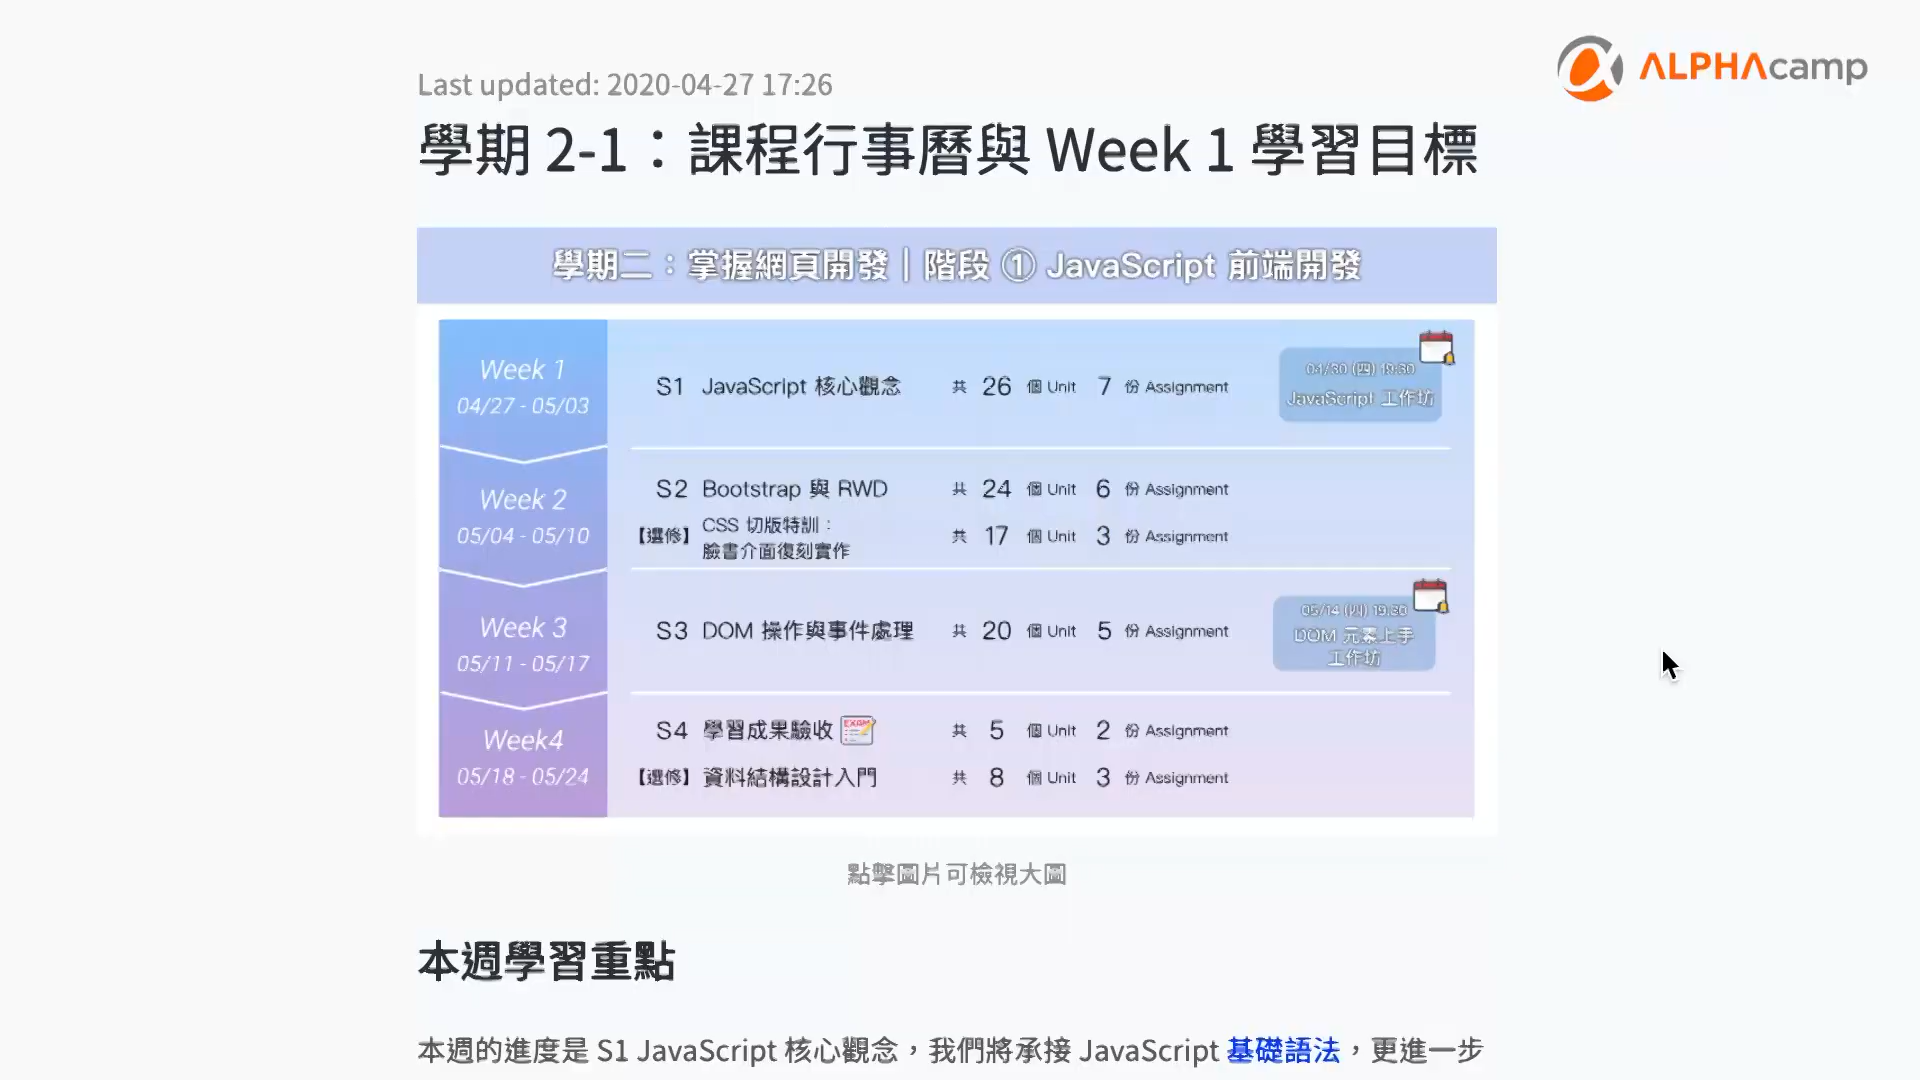 ALPHAcamp
Last updated: 2020-04-27 17:26
學期 2-1：課程行事曆與 Week 1 學習目標
學期二：掌握網頁開發｜階段 ① JavaScript 前端開發
Week 1
04/27 - 05/03
S1 JavaScript 核心觀念 共 26 個 Unit 7 份 Assignment
04/30 (四) 19:30
JavaScript 工作坊
Week 2
05/04 - 05/10
S2 Bootstrap 與 RWD 共 24 個 Unit 6 份 Assignment
【選修】 CSS 切版特訓：
臉書介面復刻實作 共 17 個 Unit 3 份 Assignment
Week 3
05/11 - 05/17
S3 DOM 操作與事件處理 共 20 個 Unit 5 份 Assignment
05/14 (四) 19:30
DOM 元素上手
工作坊
Week4
05/18 - 05/24
S4 學習成果驗收 EXAM 共 5 個 Unit 2 份 Assignment
【選修】 資料結構設計入門 共 8 個 Unit 3 份 Assignment
點擊圖片可檢視大圖
本週學習重點
本週的進度是 S1 JavaScript 核心觀念，我們將承接 JavaScript 基礎語法，更進一步